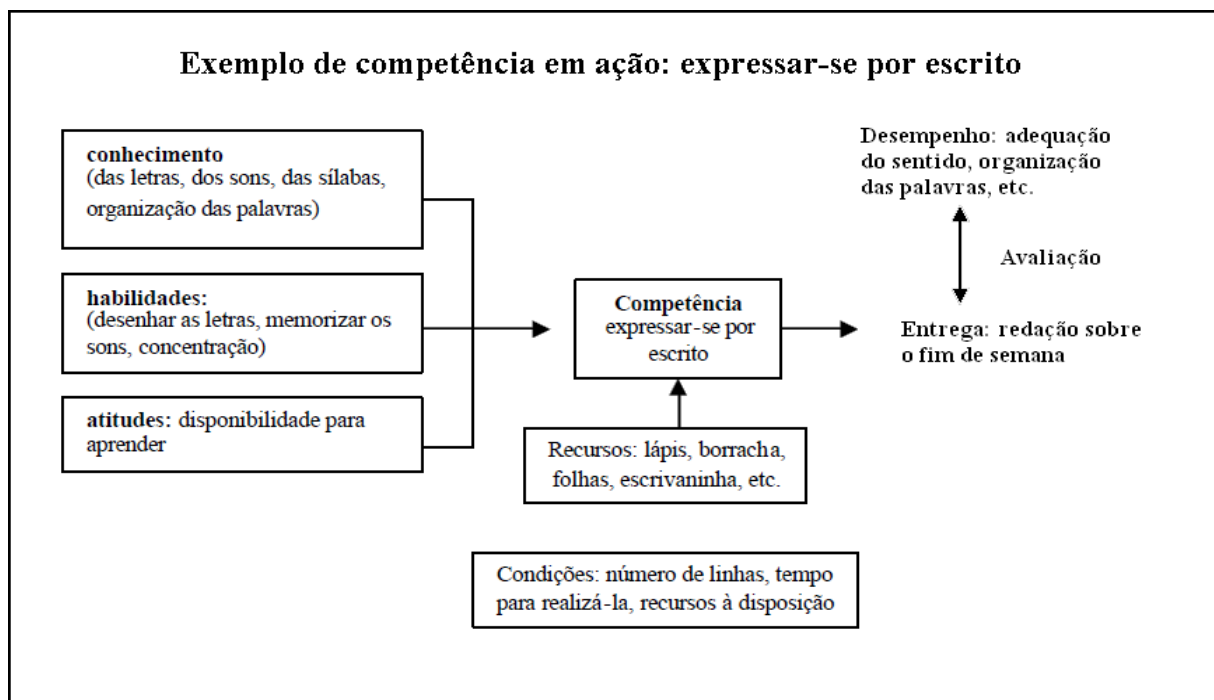 Exemplo de competência em ação: expressar-se por escrito
conhecimento
(das letras, dos sons, das sílabas,
organização das palavras)
habilidades:
(desenhar as letras, memorizar os
sons, concentração)
atitudes: disponibilidade para
aprender
Competência
expressar-se por
escrito
Recursos: lápis, borracha,
folhas, escrivaninha, etc.
Condições: número de linhas, tempo
para realizá-la, recursos à disposição
Desempenho: adequação
do sentido, organização
das palavras, etc.
Avaliação
Entrega: redação sobre
o fim de semana